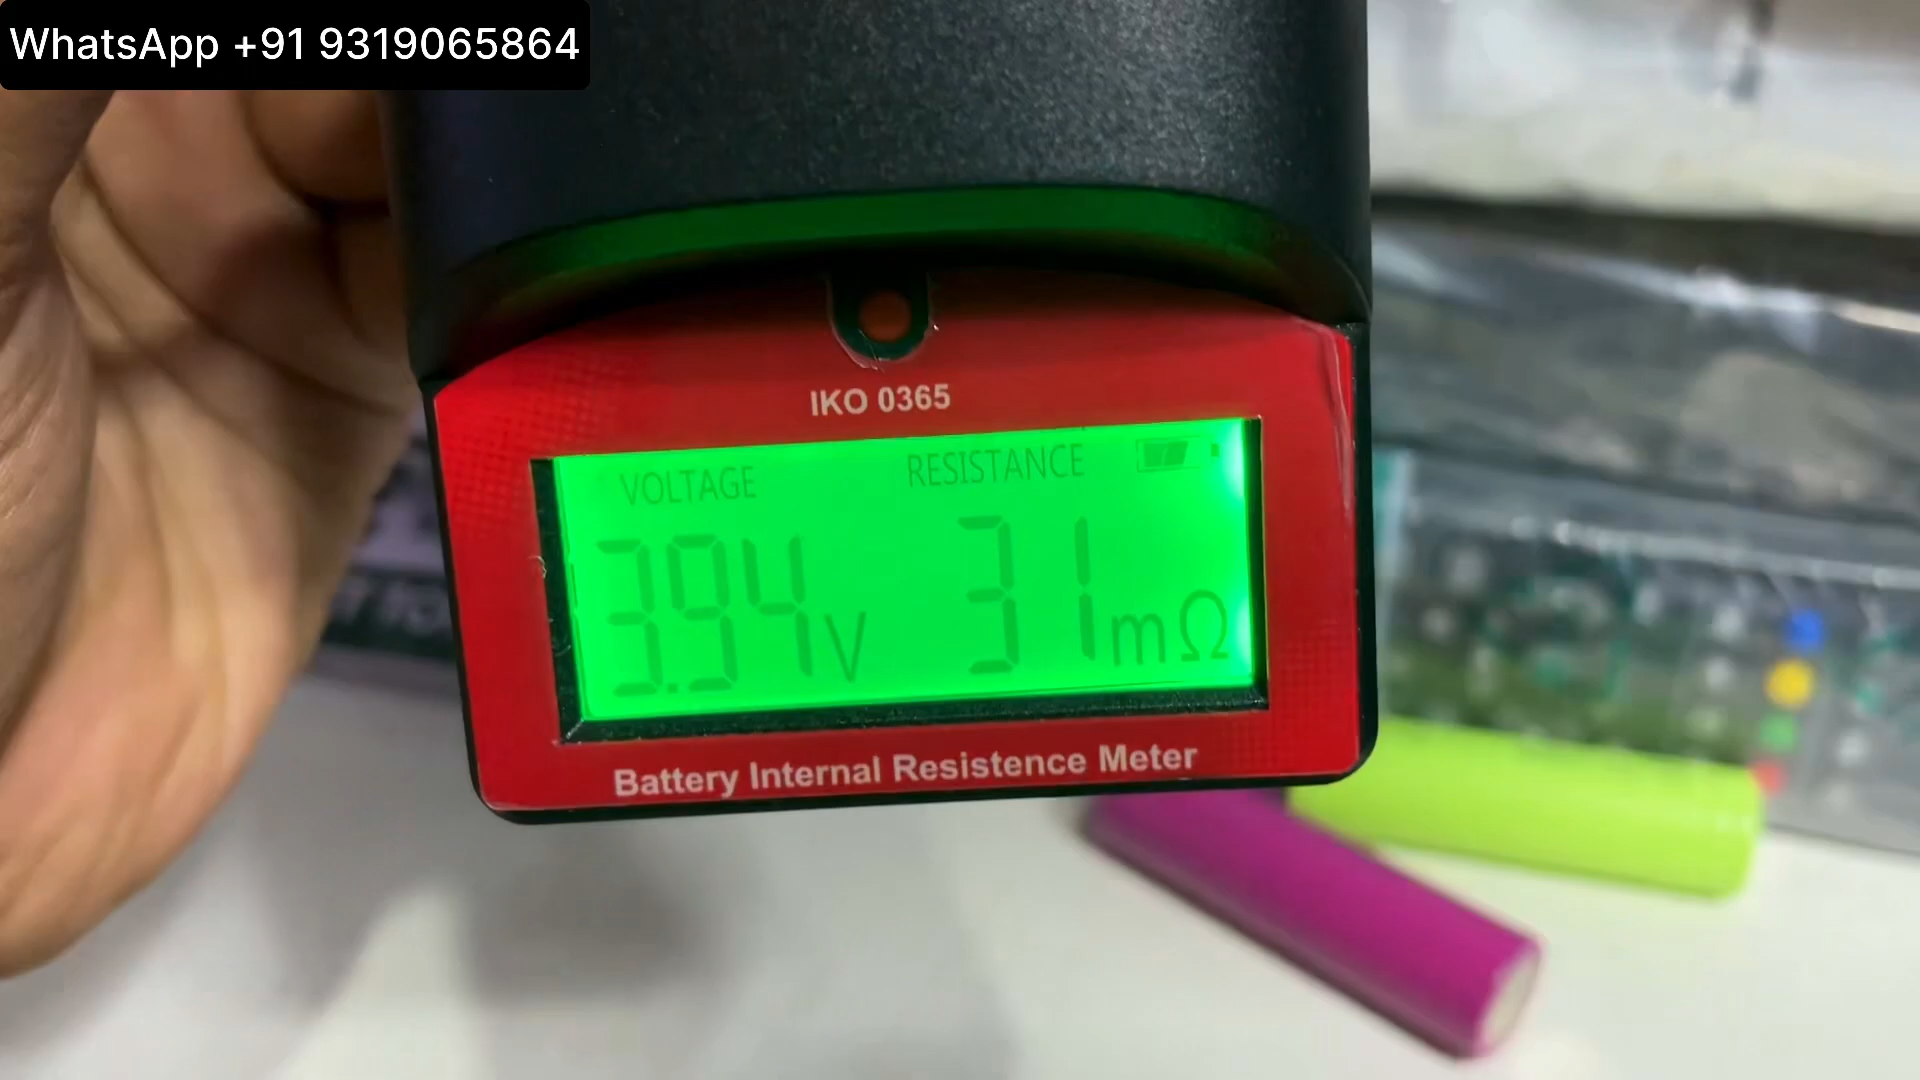 WhatsApp +91 9319065864
IKO 0365
VOLTAGE RESISTANCE
3.94V 31mΩ
Battery Internal Resistence Meter